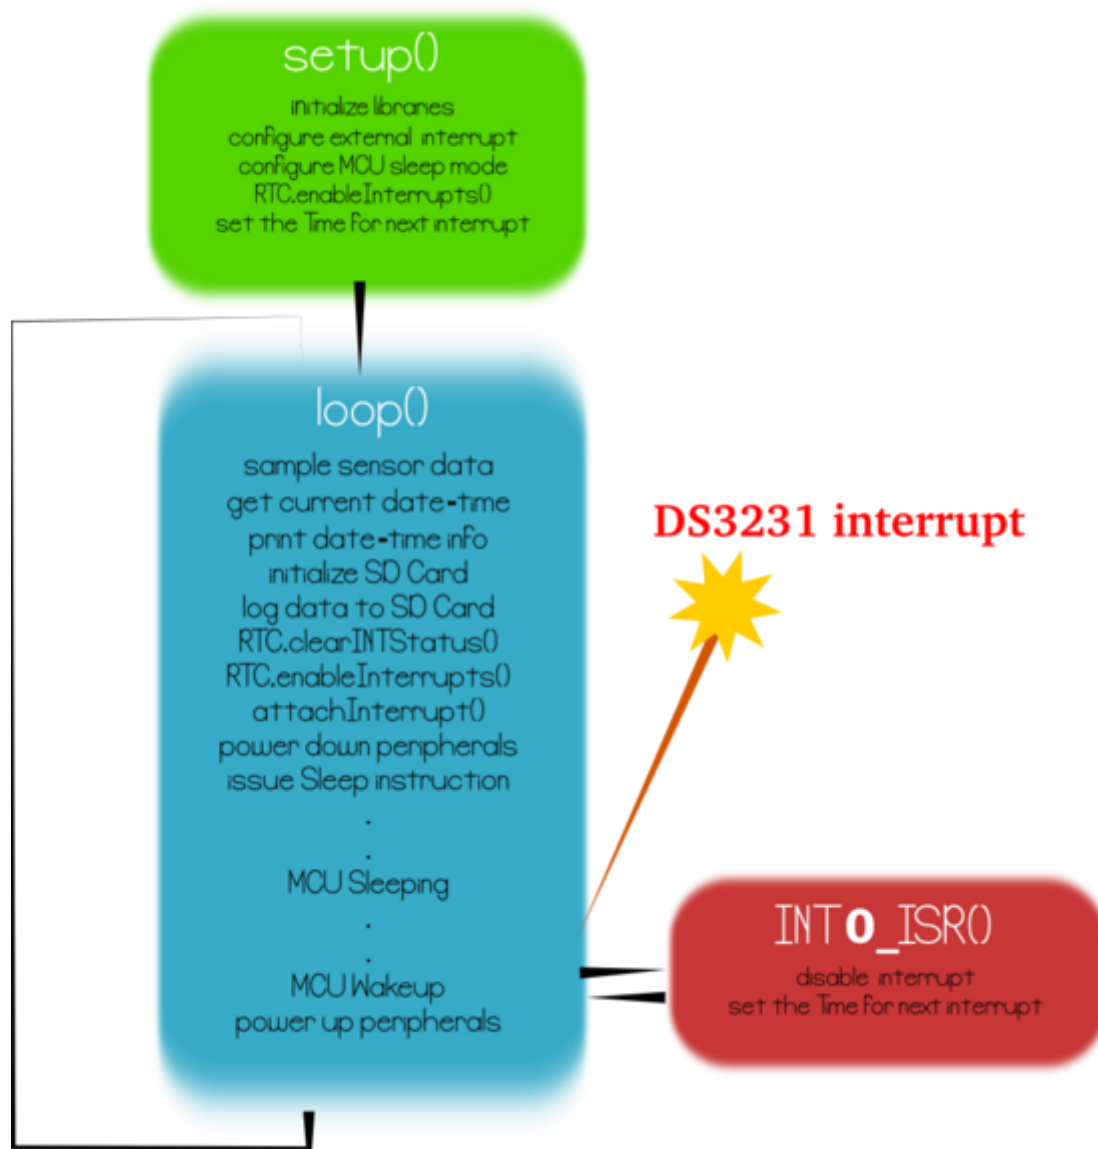 setup()
initialize libraries
configure external interrupt
configure MCU sleep mode
RTC.enableInterrupts()
set the Time for next interrupt
loop()
sample sensor data
get current date-time
print date-time info
initialize SD Card
log data to SD Card
RTC.clearINTStatus()
RTC.enableInterrupts()
attachInterrupt()
power down peripherals
issue Sleep instruction
.
.
MCU Sleeping
.
.
MCU Wakeup
power up peripherals
DS3231 interrupt
INT0_ISR()
disable interrupt
set the Time for next interrupt